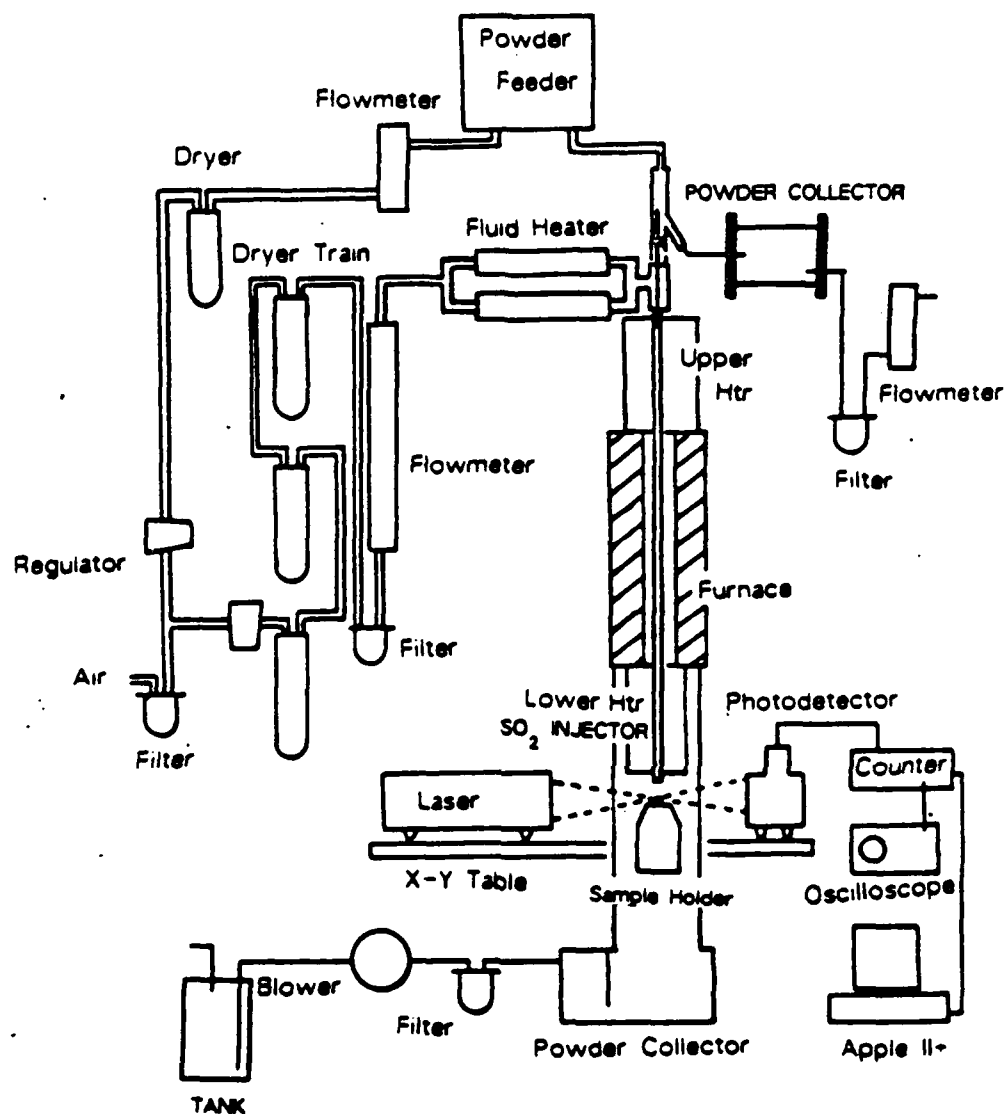 Powder
Feeder
Flowmeter
Dryer
POWDER COLLECTOR
Fluid Heater
Dryer Train
Upper
Htr
Flowmeter
Flowmeter
Filter
Regulator
Furnace
Filter
Air
Lower Htr
SO₂ INJECTOR
Photodetector
Filter
Counter
Laser
X-Y Table
Sample Holder
Oscilloscope
Blower
Filter
Powder Collector
Apple II+
TANK